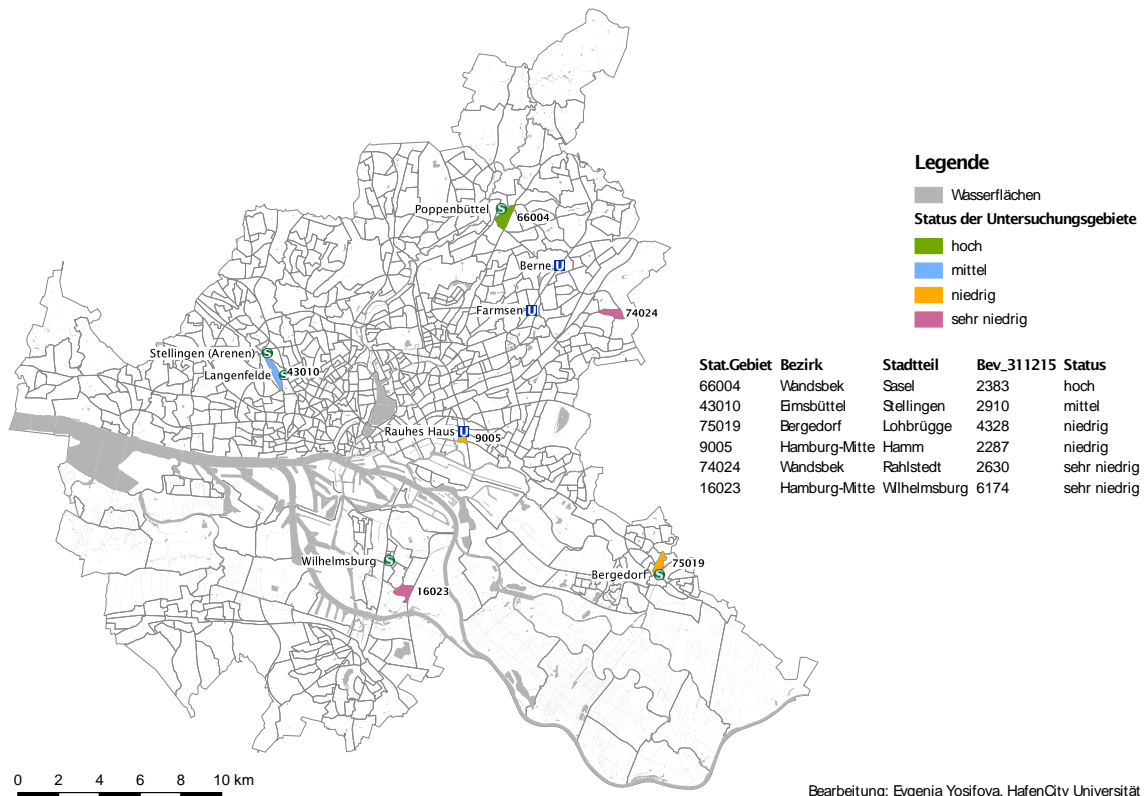 Poppenbüttel S
66004
Berne U
Farmsen U
74024
Stellingen (Arenen) S
Langenfelde S 43010
Rauhes Haus U
9005
Wilhelmsburg S
16023
75019
Bergedorf S
Legende
Wasserflächen
Status der Untersuchungsgebiete
hoch
mittel
niedrig
sehr niedrig
Stat.Gebiet Bezirk Stadtteil Bev_311215 Status
66004 Wandsbek Sasel 2383 hoch
43010 Eimsbüttel Stellingen 2910 mittel
75019 Bergedorf Lohbrügge 4328 niedrig
9005 Hamburg-Mitte Hamm 2287 niedrig
74024 Wandsbek Rahlstedt 2630 sehr niedrig
16023 Hamburg-Mitte Wilhelmsburg 6174 sehr niedrig
0 2 4 6 8 10 km
Bearbeitung: Evgenia Yosifova, HafenCity Universität